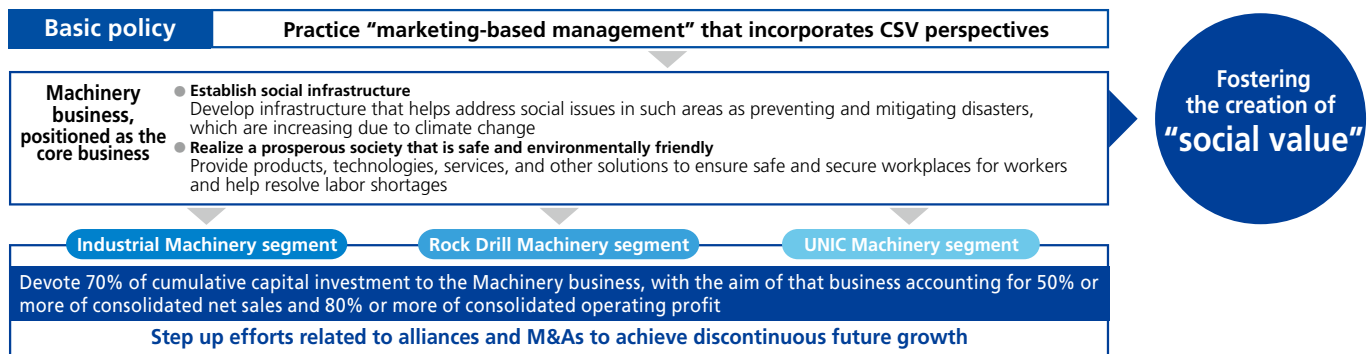 Basic policy
Practice “marketing-based management” that incorporates CSV perspectives
Machinery
business,
positioned as the
core business
● Establish social infrastructure
Develop infrastructure that helps address social issues in such areas as preventing and mitigating disasters,
which are increasing due to climate change
● Realize a prosperous society that is safe and environmentally friendly
Provide products, technologies, services, and other solutions to ensure safe and secure workplaces for workers
and help resolve labor shortages
Fostering
the creation of
“social value”
Industrial Machinery segment
Rock Drill Machinery segment
UNIC Machinery segment
Devote 70% of cumulative capital investment to the Machinery business, with the aim of that business accounting for 50% or
more of consolidated net sales and 80% or more of consolidated operating profit
Step up efforts related to alliances and M&As to achieve discontinuous future growth